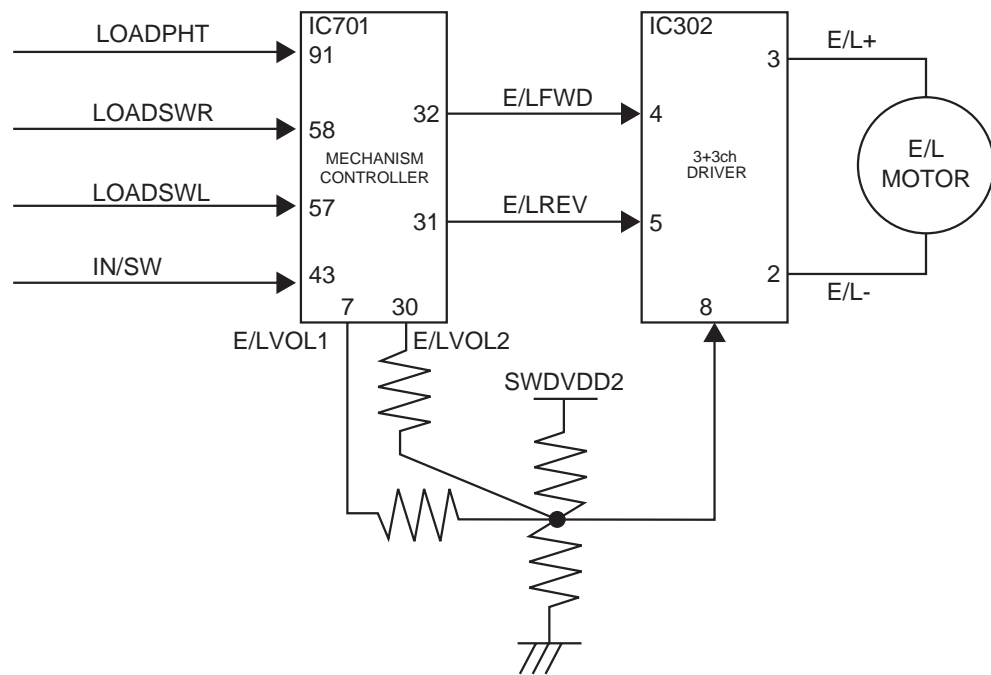 LOADPHT
LOADSWR
LOADSWL
IN/SW
IC701
91
58
57
43
32
31
MECHANISM
CONTROLLER
7
30
E/LVOL1
E/LVOL2
E/LFWD
E/LREV
IC302
4
5
3+3ch
DRIVER
3
2
8
E/L+
E/L-
E/L
MOTOR
SWDVDD2